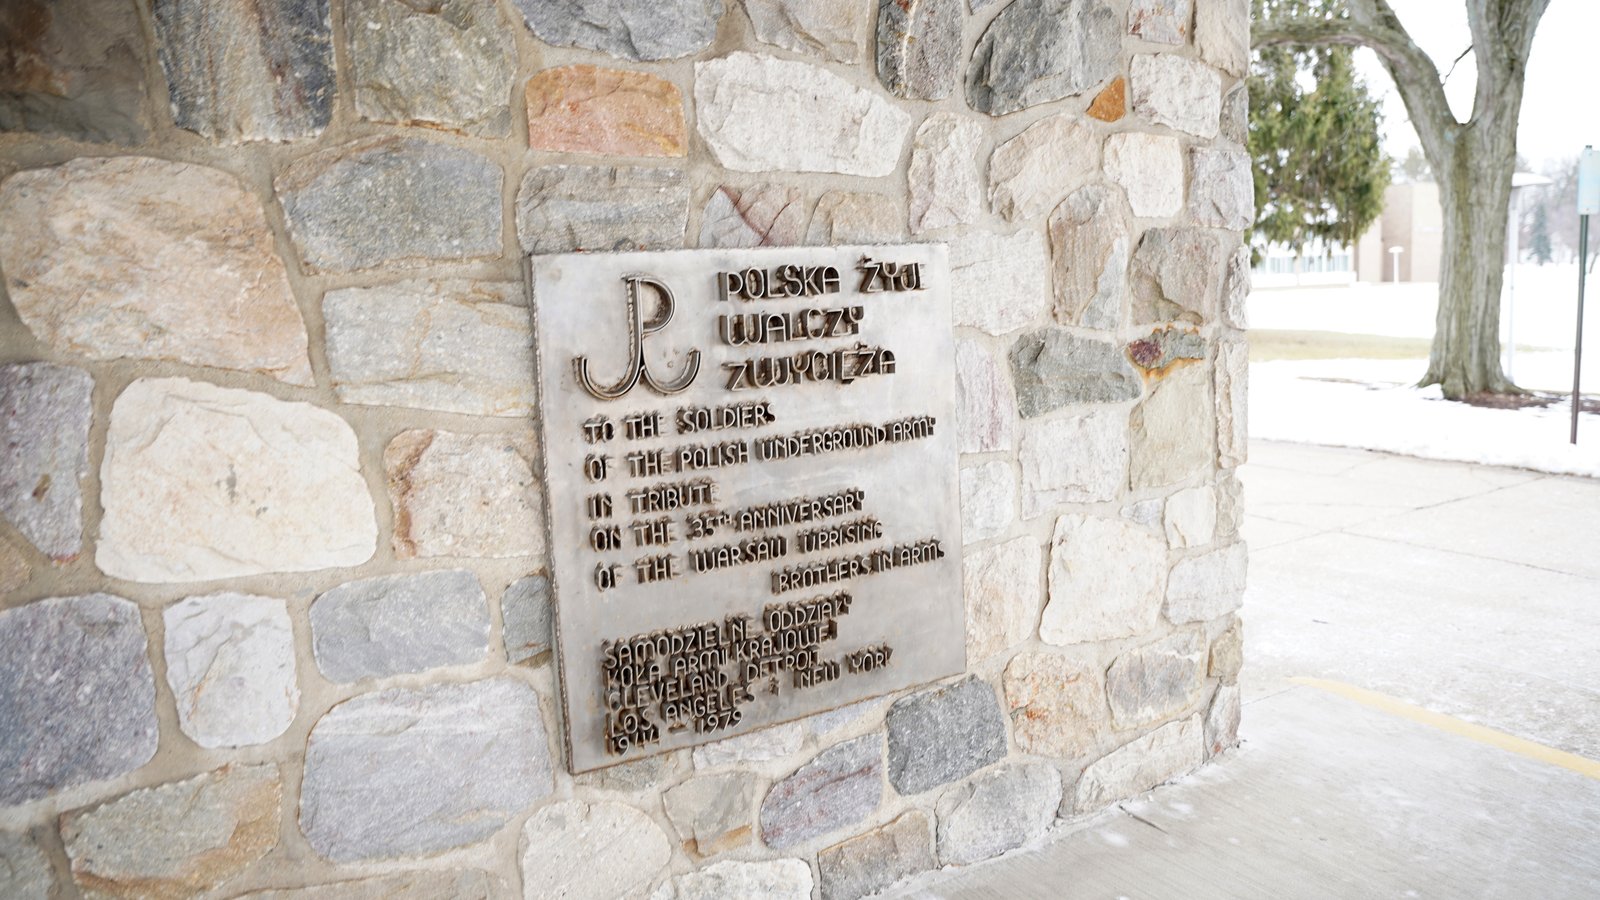 POLSKA ŻYJE
WALCZY
ZWYCIĘŻA
TO THE SOLDIERS
OF THE POLISH UNDERGROUND ARMY
IN TRIBUTE
ON THE 35TH ANNIVERSARY
OF THE WARSAW UPRISING
BROTHERS IN ARMS
SAMODZIELNE ODDZIAŁY
KOŁA ARMII KRAJOWEJ
CLEVELAND, DETROIT
LOS ANGELES I NEW YORK
1944 - 1979